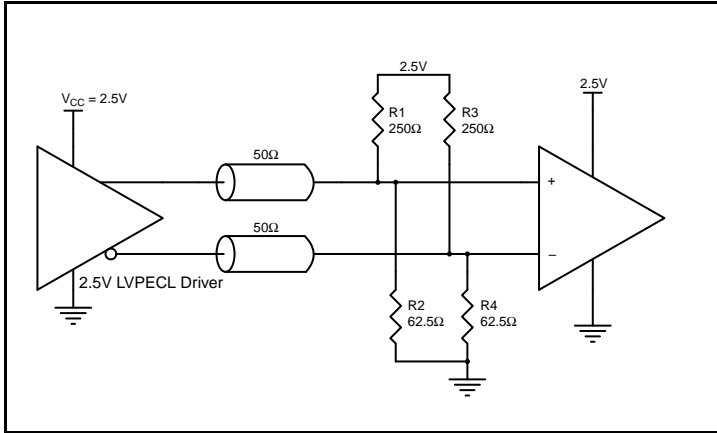 2.5V
V_CC = 2.5V
2.5V
R1
250Ω
R3
250Ω
50Ω
+
50Ω
–
2.5V LVPECL Driver
R2
62.5Ω
R4
62.5Ω